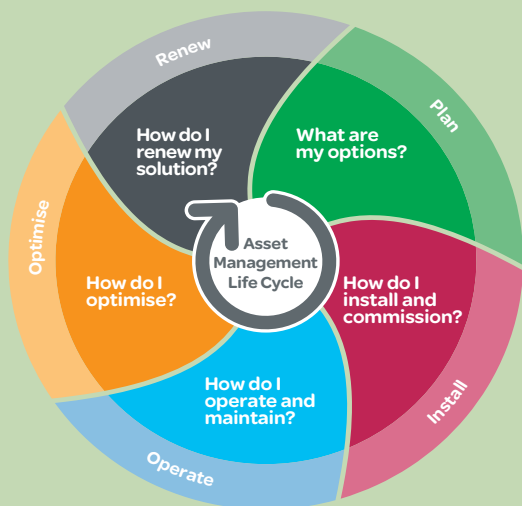 Renew
Plan
How do I
renew my
solution?
What are
my options?
Asset
Management
Life Cycle
Optimise
How do I
optimise?
How do I
install and
commission?
How do I
operate and
maintain?
Install
Operate